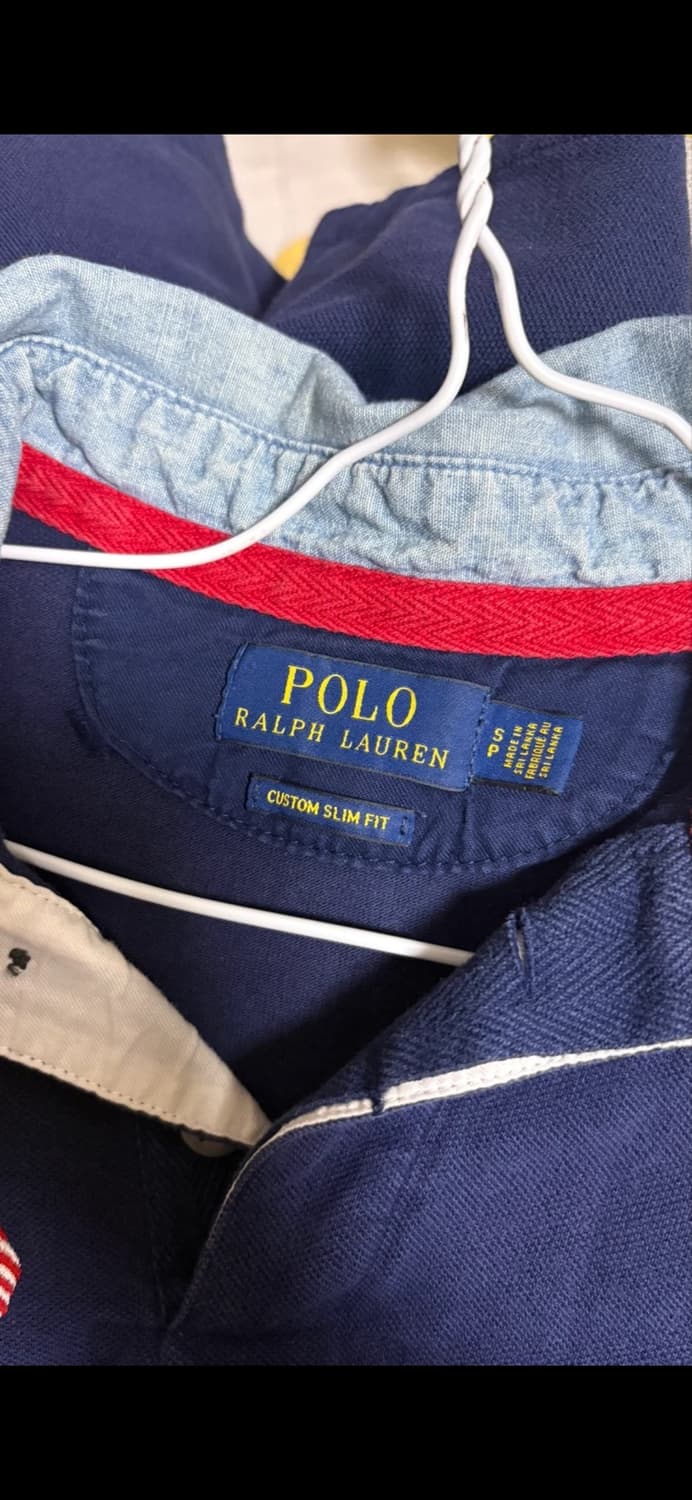 POLO
RALPH LAUREN
S
P
MADE IN
SRI LANKA
FABRIQUÉ AU
SRI LANKA
CUSTOM SLIM FIT